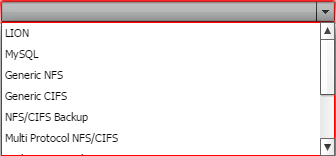 LION
MySQL
Generic NFS
Generic CIFS
NFS/CIFS Backup
Multi Protocol NFS/CIFS